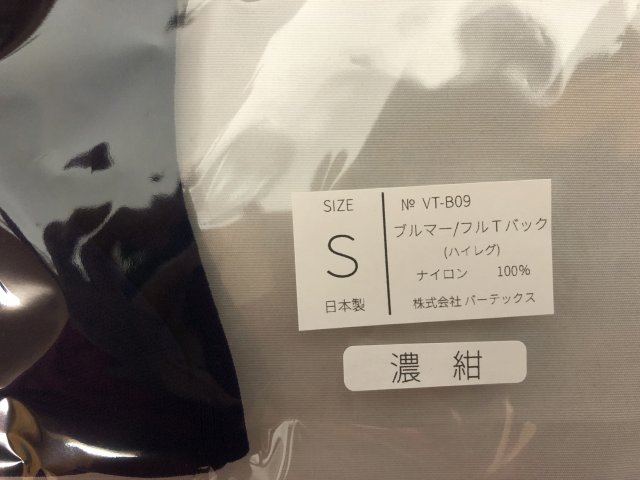 SIZE
S
日本製
№ VT-B09
ブルマー/フルTバック
(ハイレグ)
ナイロン 100%
株式会社 バーテックス
濃 紺